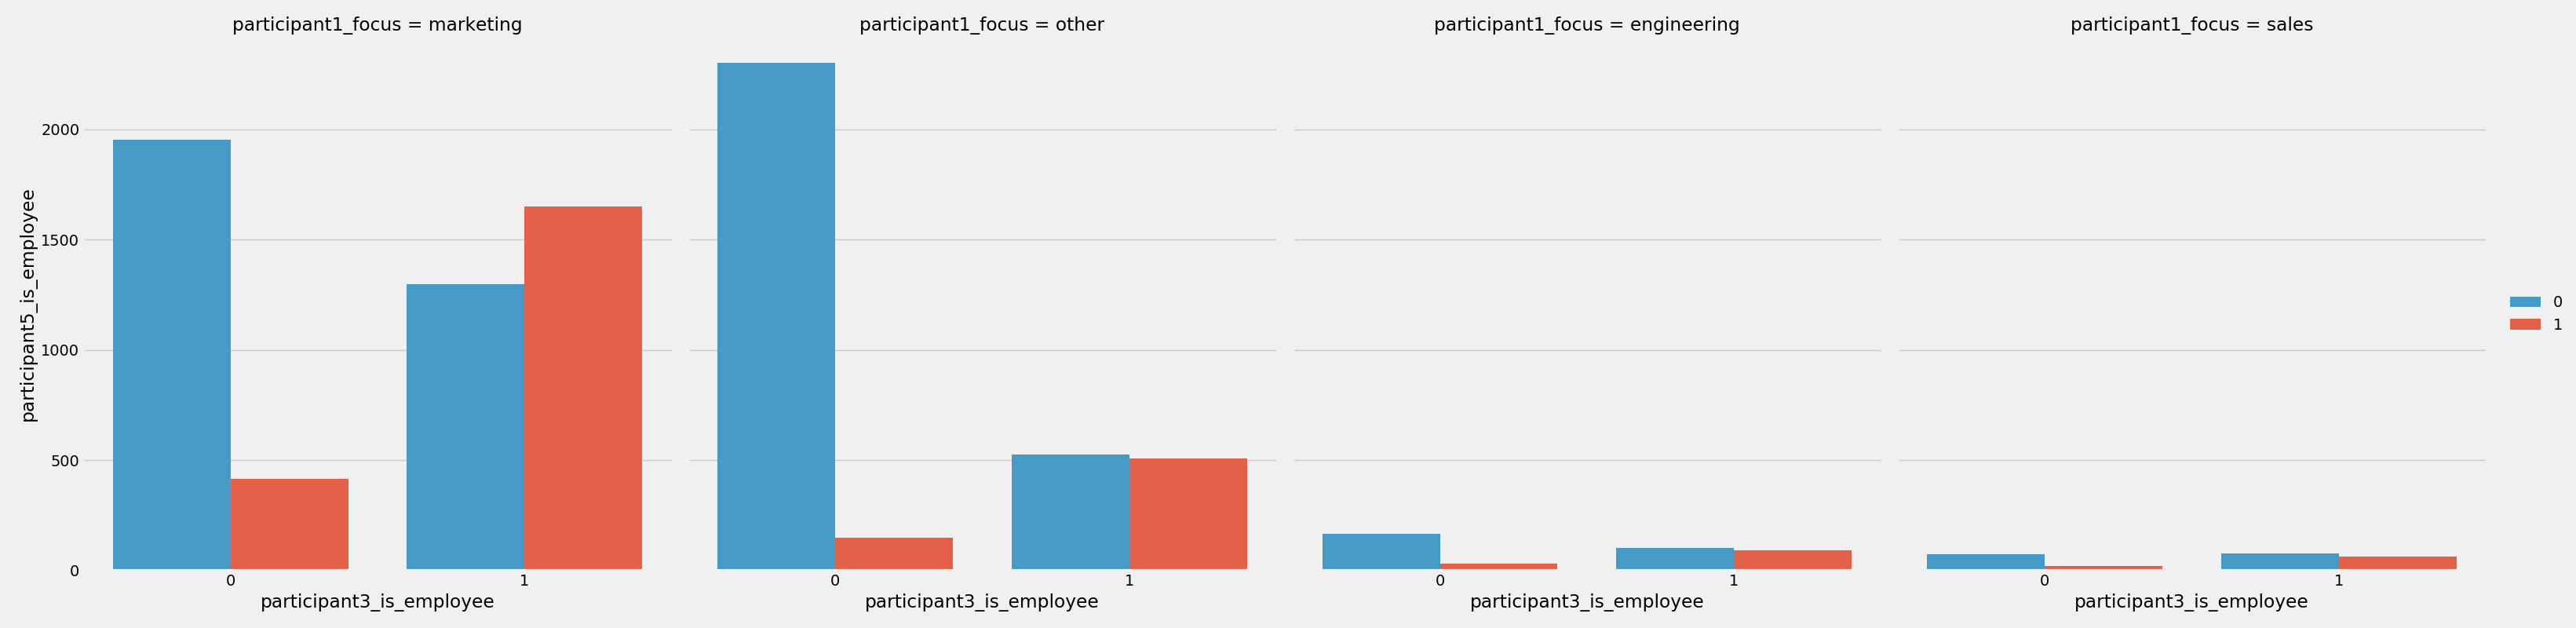 participant1_focus = marketing
participant1_focus = other
participant1_focus = engineering
participant1_focus = sales
participant5_is_employee
2000
1500
1000
500
0
0 1
0 1
0 1
0 1
participant3_is_employee
participant3_is_employee
participant3_is_employee
participant3_is_employee
0
1